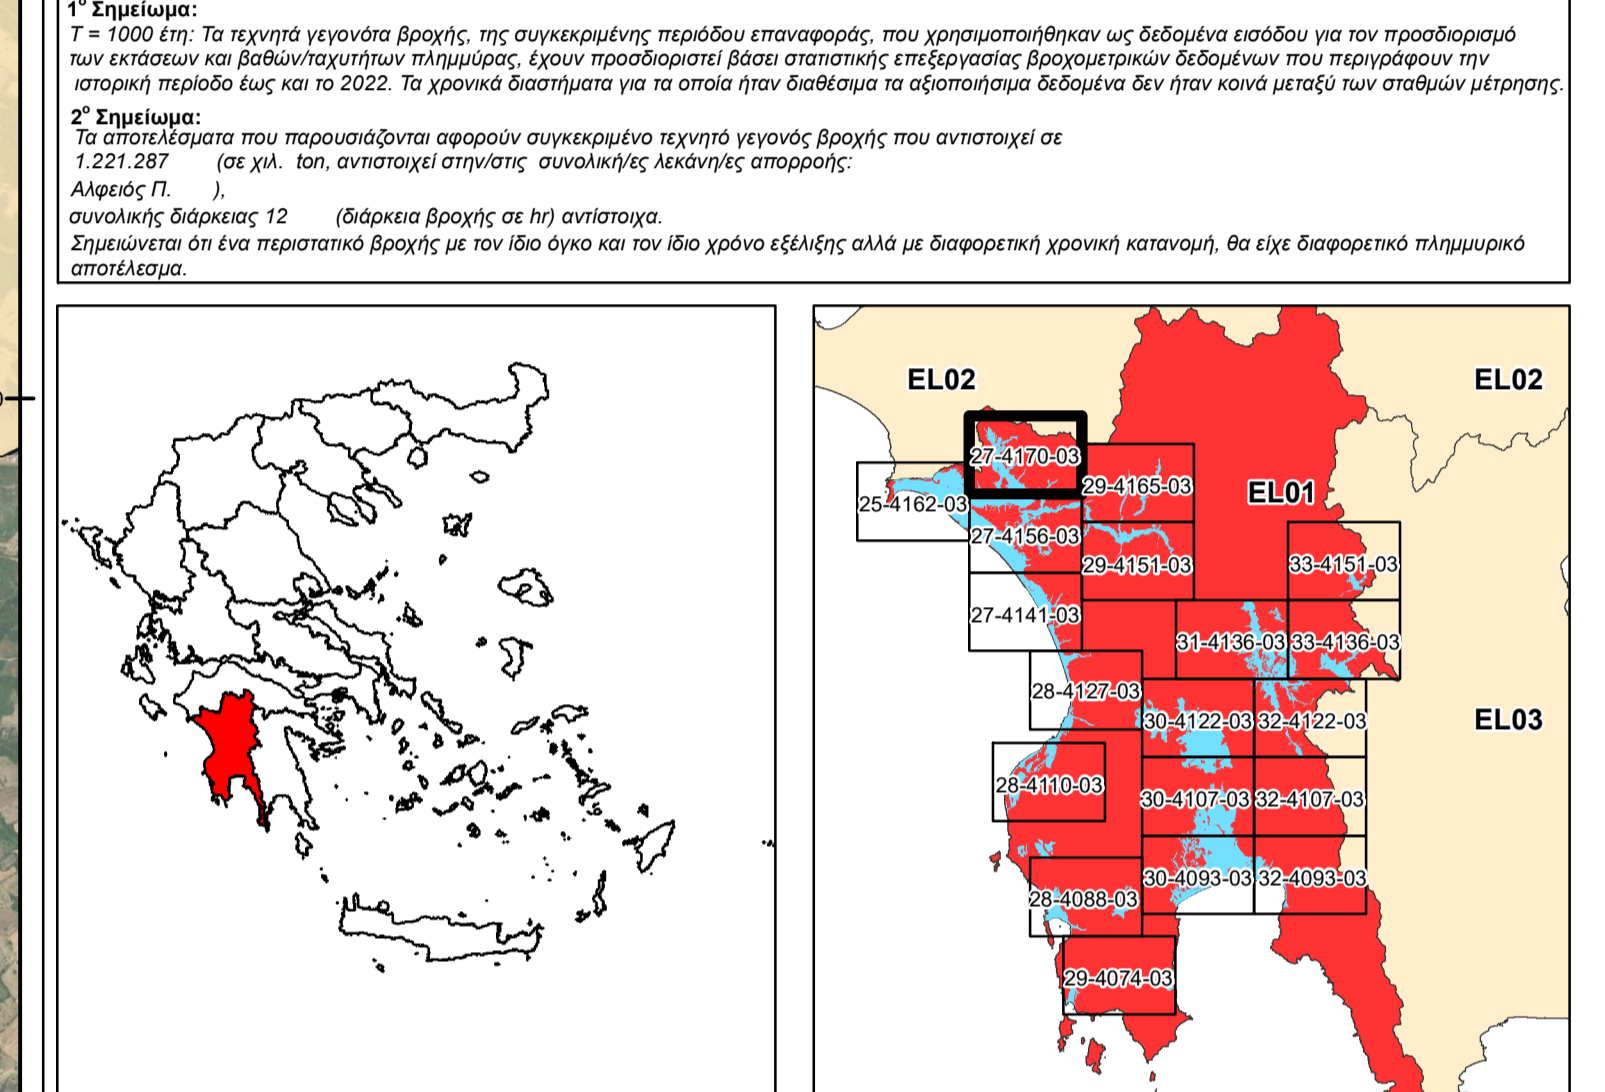 1ο Σημείωμα:
T = 1000 έτη: Τα τεχνητά γεγονότα βροχής, της συγκεκριμένης περιόδου επαναφοράς, που χρησιμοποιήθηκαν ως δεδομένα εισόδου για τον προσδιορισμό
των εκτάσεων και βαθών/ταχυτήτων πλημμύρας, έχουν προσδιοριστεί βάσει στατιστικής επεξεργασίας βροχομετρικών δεδομένων που περιγράφουν την
ιστορική περίοδο έως και το 2022. Τα χρονικά διαστήματα για τα οποία ήταν διαθέσιμα τα αξιοποιήσιμα δεδομένα δεν ήταν κοινά μεταξύ των σταθμών μέτρησης.
2ο Σημείωμα:
Τα αποτελέσματα που παρουσιάζονται αφορούν συγκεκριμένο τεχνητό γεγονός βροχής που αντιστοιχεί σε
1.221.287 (σε χιλ. ton, αντιστοιχεί στην/στις συνολική/ες λεκάνη/ες απορροής:
Αλφειός Π. ),
συνολικής διάρκειας 12 (διάρκεια βροχής σε hr) αντίστοιχα.
Σημειώνεται ότι ένα περιστατικό βροχής με τον ίδιο όγκο και τον ίδιο χρόνο εξέλιξης αλλά με διαφορετική χρονική κατανομή, θα είχε διαφορετικό πλημμυρικό
αποτέλεσμα.
EL02
EL02
27-4170-03
29-4165-03
EL01
25-4162-03
27-4156-03
29-4151-03
33-4151-03
27-4141-03
31-4136-03
33-4136-03
28-4127-03
30-4122-03
32-4122-03
EL03
28-4110-03
30-4107-03
32-4107-03
30-4093-03
32-4093-03
28-4088-03
29-4074-03